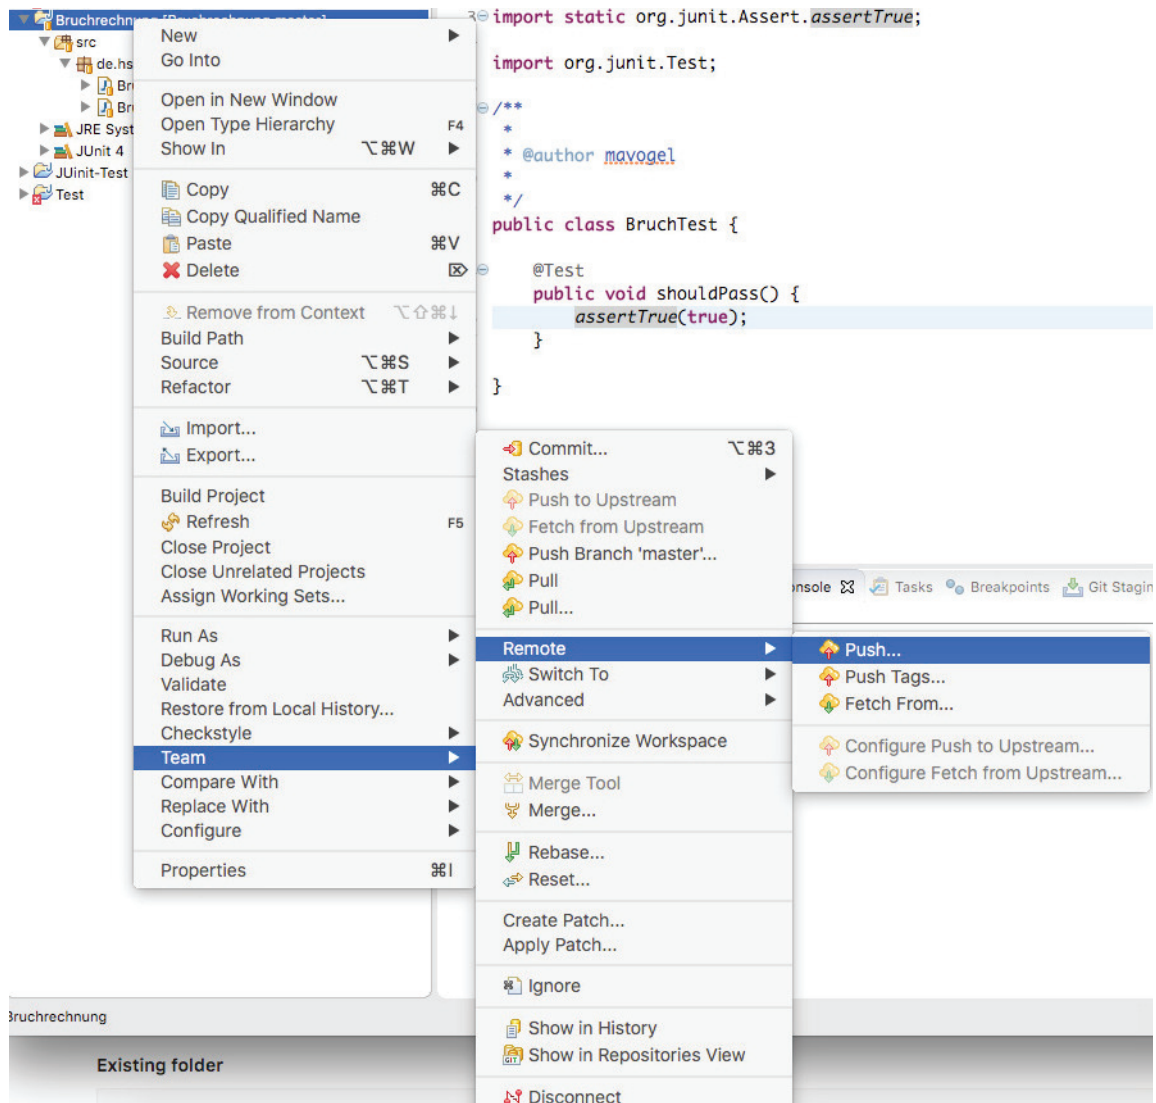 Bruchrechnung [Bruchrechnung master]
src
de.hs
Br
Br
JRE Syst
JUnit 4
JUinit-Test
Test
New
Go Into
Open in New Window
Open Type Hierarchy F4
Show In ⌥⌘W
Copy ⌘C
Copy Qualified Name
Paste ⌘V
Delete ⌦
Remove from Context ⌥⇧⌘↓
Build Path
Source ⌥⌘S
Refactor ⌥⌘T
Import...
Export...
Build Project
Refresh F5
Close Project
Close Unrelated Projects
Assign Working Sets...
Run As
Debug As
Validate
Restore from Local History...
Checkstyle
Team
Compare With
Replace With
Configure
Properties ⌘I
3 import static org.junit.Assert.assertTrue;
import org.junit.Test;
/**
*
* @author mavogel
*
*/
public class BruchTest {
@Test
public void shouldPass() {
assertTrue(true);
}
}
Commit... ⌥⌘3
Stashes
Push to Upstream
Fetch from Upstream
Push Branch 'master'...
Pull
Pull...
Remote
Switch To
Advanced
Synchronize Workspace
Merge Tool
Merge...
Rebase...
Reset...
Create Patch...
Apply Patch...
Ignore
Show in History
GIT Show in Repositories View
Disconnect
onsole Tasks Breakpoints Git Stagin
Push...
Push Tags...
Fetch From...
Configure Push to Upstream...
Configure Fetch from Upstream...
Bruchrechnung
Existing folder